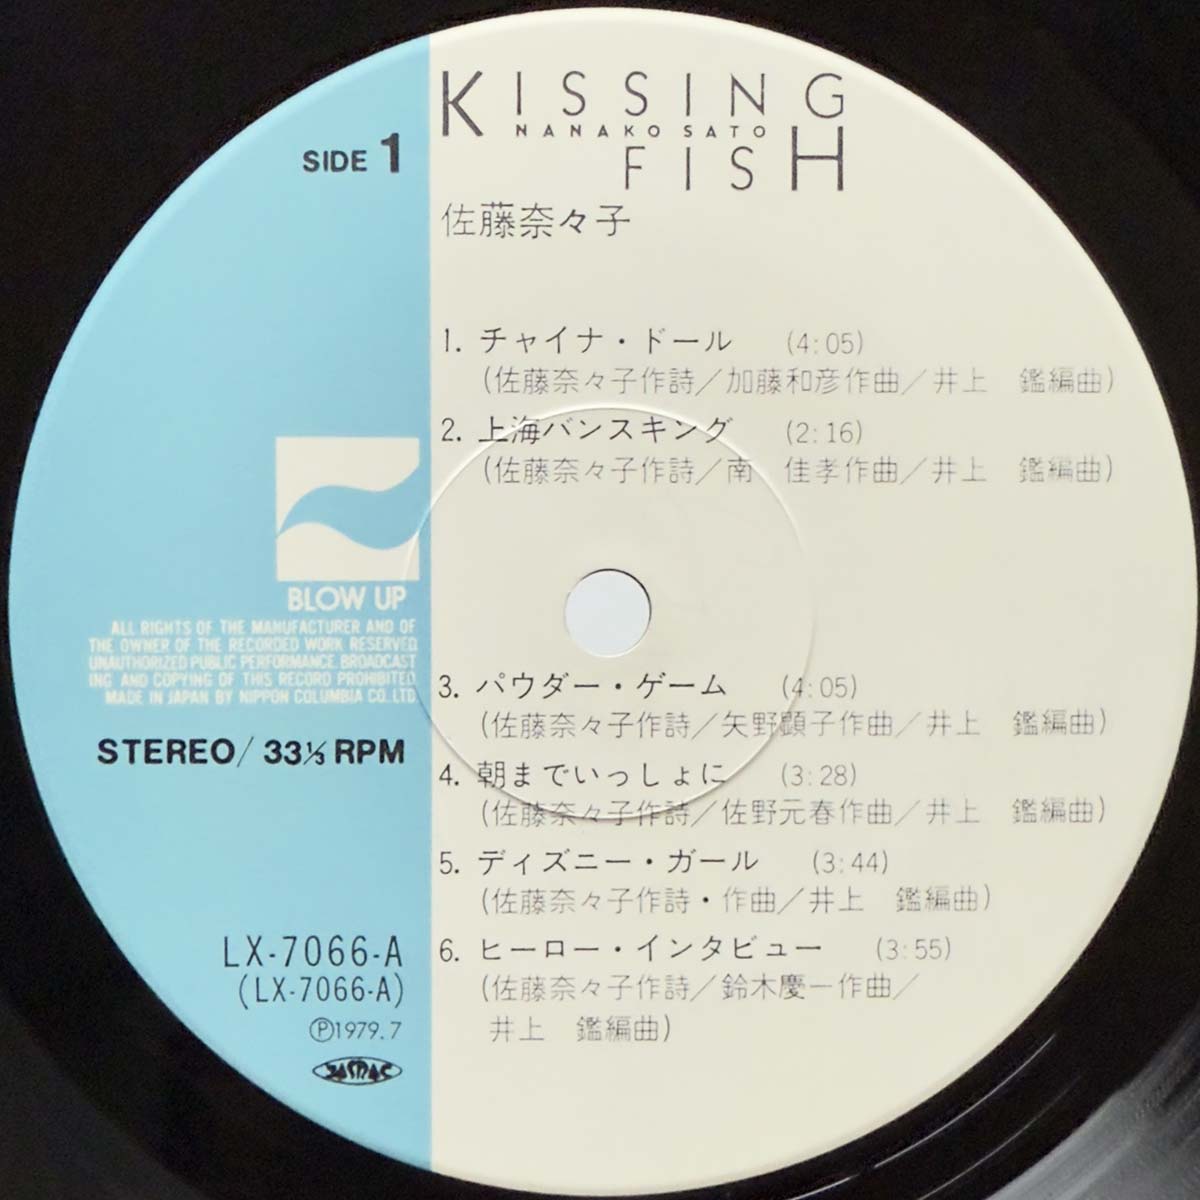 KISSING
NANAKO SATO
FISH
SIDE 1
佐藤奈々子
1. チャイナ・ドール (4:05)
(佐藤奈々子作詩／加藤和彦作曲／井上 鑑編曲)
2. 上海バンスキング (2:16)
(佐藤奈々子作詩／南 佳孝作曲／井上 鑑編曲)
BLOW UP
ALL RIGHTS OF THE MANUFACTURER AND OF
THE OWNER OF THE RECORDED WORK RESERVED
UNAUTHORIZED PUBLIC PERFORMANCE. BROADCAST
ING AND COPYING OF THIS RECORD PROHIBITED
MADE IN JAPAN BY NIPPON COLUMBIA CO. LTD.
STEREO/ 33⅓ RPM
3. パウダー・ゲーム (4:05)
(佐藤奈々子作詩／矢野顕子作曲／井上 鑑編曲)
4. 朝までいっしょに (3:28)
(佐藤奈々子作詩／佐野元春作曲／井上 鑑編曲)
5. ディズニー・ガール (3:44)
(佐藤奈々子作詩・作曲／井上 鑑編曲)
6. ヒーロー・インタビュー (3:55)
(佐藤奈々子作詩／鈴木慶一作曲／
井上 鑑編曲)
LX-7066-A
(LX-7066-A)
Ⓟ1979.7
JASRAC